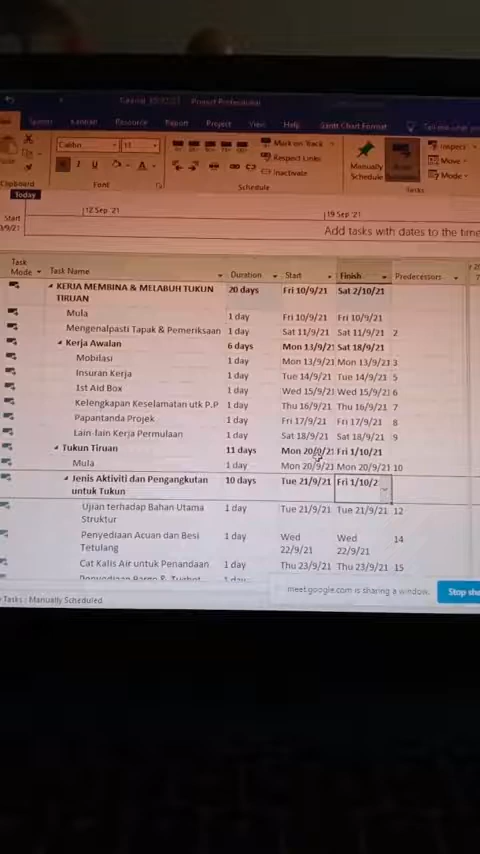 Project Professional
Resource Report Project View Help Gantt Chart Format Tell me what
Calibri
B I U A
Mark on Track
Respect Links
Inactivate
Manually
Schedule
Inspect
Move
Mode
Clipboard Font Schedule Tasks
Today
Start
12 Sep '21 19 Sep '21
Add tasks with dates to the time
Task
Mode Task Name Duration Start Finish Predecessors
KERJA MEMBINA & MELABUH TUKUN TIRUAN 20 days Fri 10/9/21 Sat 2/10/21
Mula 1 day Fri 10/9/21 Fri 10/9/21
Mengenalpasti Tapak & Pemeriksaan 1 day Sat 11/9/21 Sat 11/9/21 2
Kerja Awalan 6 days Mon 13/9/21 Sat 18/9/21
Mobilasi 1 day Mon 13/9/21 Mon 13/9/21 3
Insuran Kerja 1 day Tue 14/9/21 Tue 14/9/21 5
1st Aid Box 1 day Wed 15/9/21 Wed 15/9/21 6
Kelengkapan Keselamatan utk P.P 1 day Thu 16/9/21 Thu 16/9/21 7
Papantanda Projek 1 day Fri 17/9/21 Fri 17/9/21 8
Lain-lain Kerja Permulaan 1 day Sat 18/9/21 Sat 18/9/21 9
Tukun Tiruan 11 days Mon 20/9/21 Fri 1/10/21
Mula 1 day Mon 20/9/21 Mon 20/9/21 10
Jenis Aktiviti dan Pengangkutan untuk Tukun 10 days Tue 21/9/21 Fri 1/10/2
Ujian terhadap Bahan Utama Struktur 1 day Tue 21/9/21 Tue 21/9/21 12
Penyediaan Acuan dan Besi Tetulang 1 day Wed 22/9/21 Wed 22/9/21 14
Cat Kalis Air untuk Penandaan 1 day Thu 23/9/21 Thu 23/9/21 15
1 day
Tasks : Manually Scheduled
meet.google.com is sharing a window. Stop sha